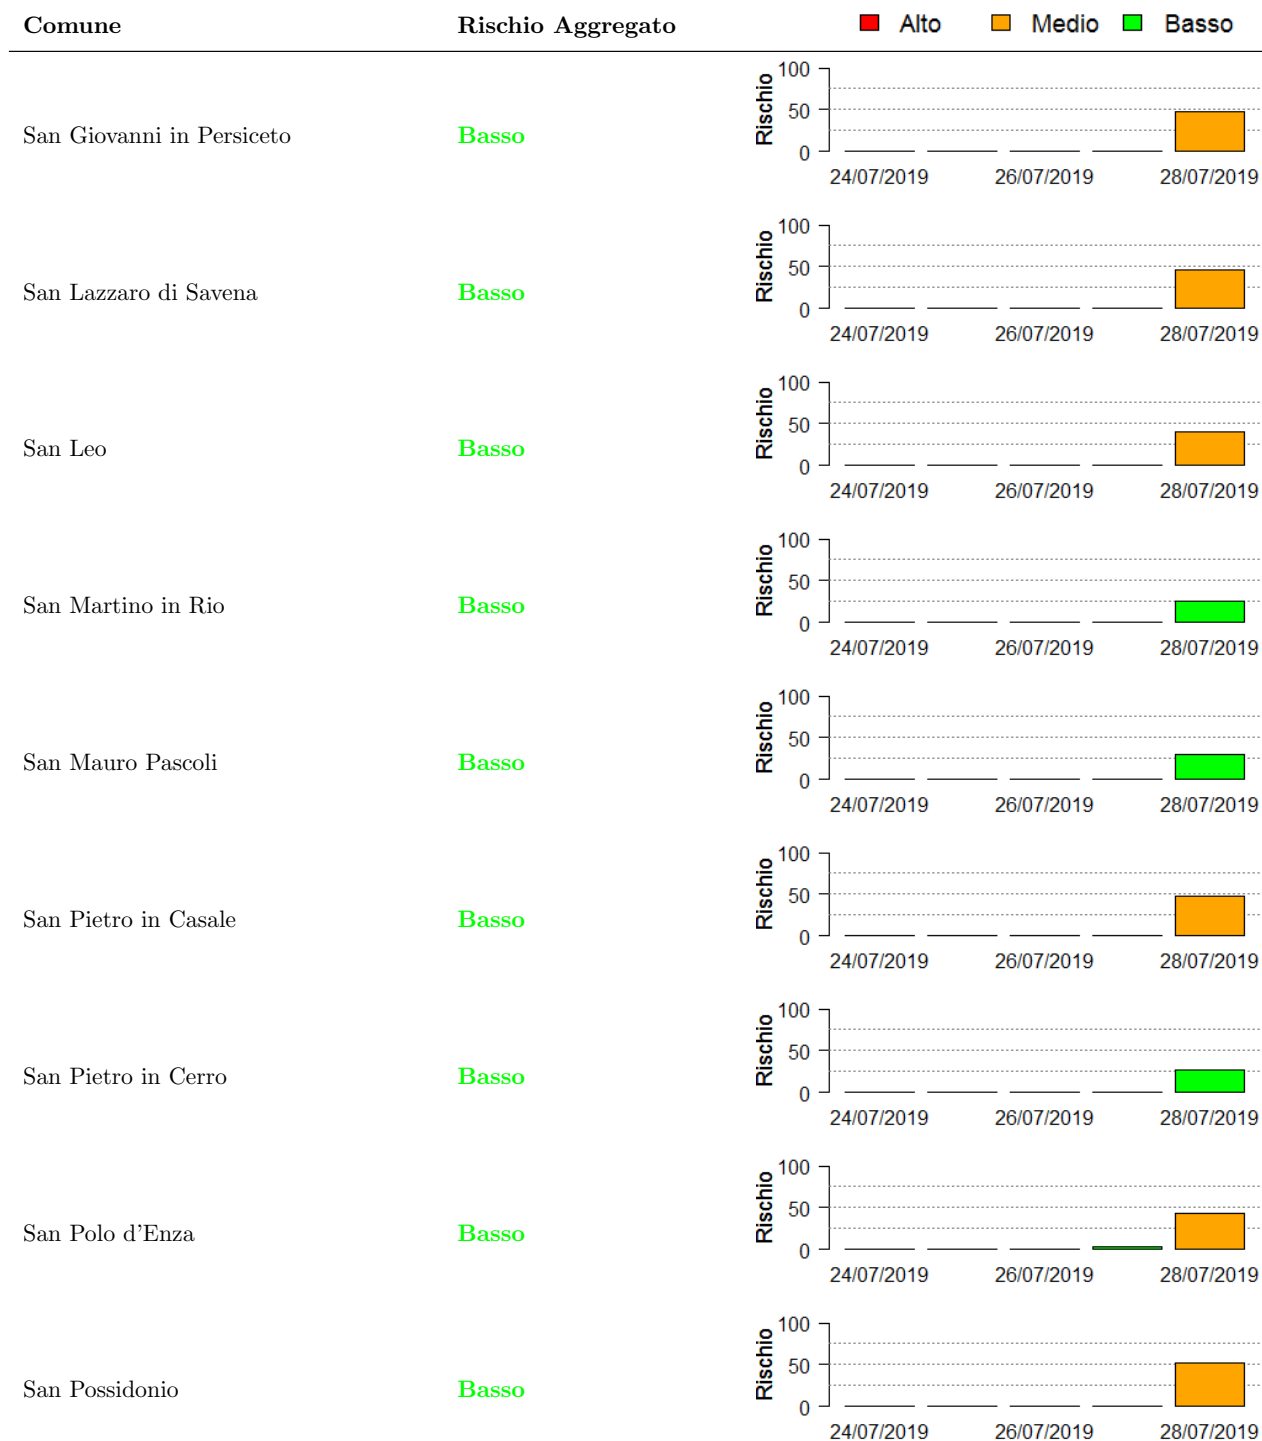 Comune Rischio Aggregato Alto Medio Basso
San Giovanni in Persiceto Basso
Rischio
100
50
0
24/07/2019 26/07/2019 28/07/2019
San Lazzaro di Savena Basso
Rischio
100
50
0
24/07/2019 26/07/2019 28/07/2019
San Leo Basso
Rischio
100
50
0
24/07/2019 26/07/2019 28/07/2019
San Martino in Rio Basso
Rischio
100
50
0
24/07/2019 26/07/2019 28/07/2019
San Mauro Pascoli Basso
Rischio
100
50
0
24/07/2019 26/07/2019 28/07/2019
San Pietro in Casale Basso
Rischio
100
50
0
24/07/2019 26/07/2019 28/07/2019
San Pietro in Cerro Basso
Rischio
100
50
0
24/07/2019 26/07/2019 28/07/2019
San Polo d'Enza Basso
Rischio
100
50
0
24/07/2019 26/07/2019 28/07/2019
San Possidonio Basso
Rischio
100
50
0
24/07/2019 26/07/2019 28/07/2019